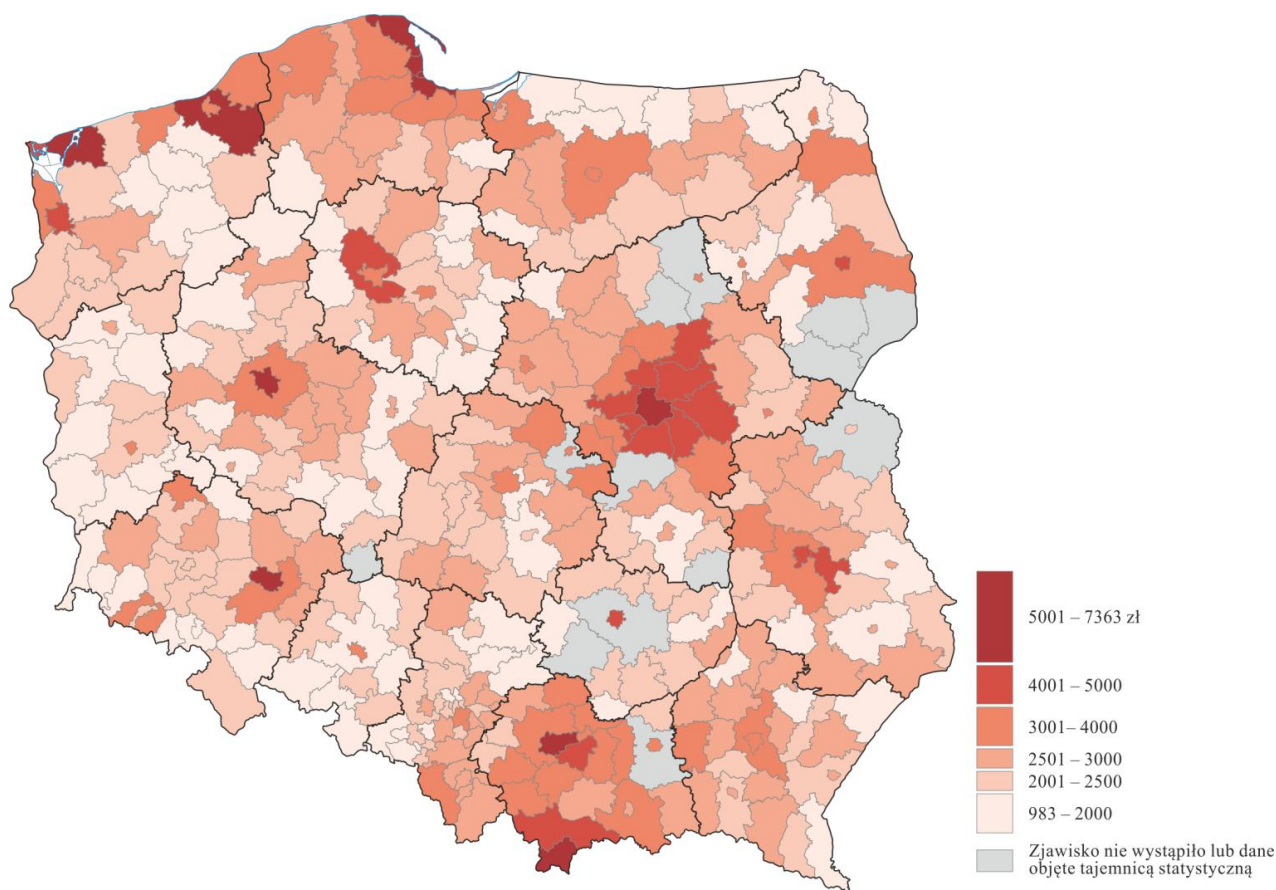 5001 – 7363 zł
4001 – 5000
3001– 4000
2501 – 3000
2001 – 2500
983 – 2000
Zjawisko nie wystąpiło lub dane
objęte tajemnicą statystyczną